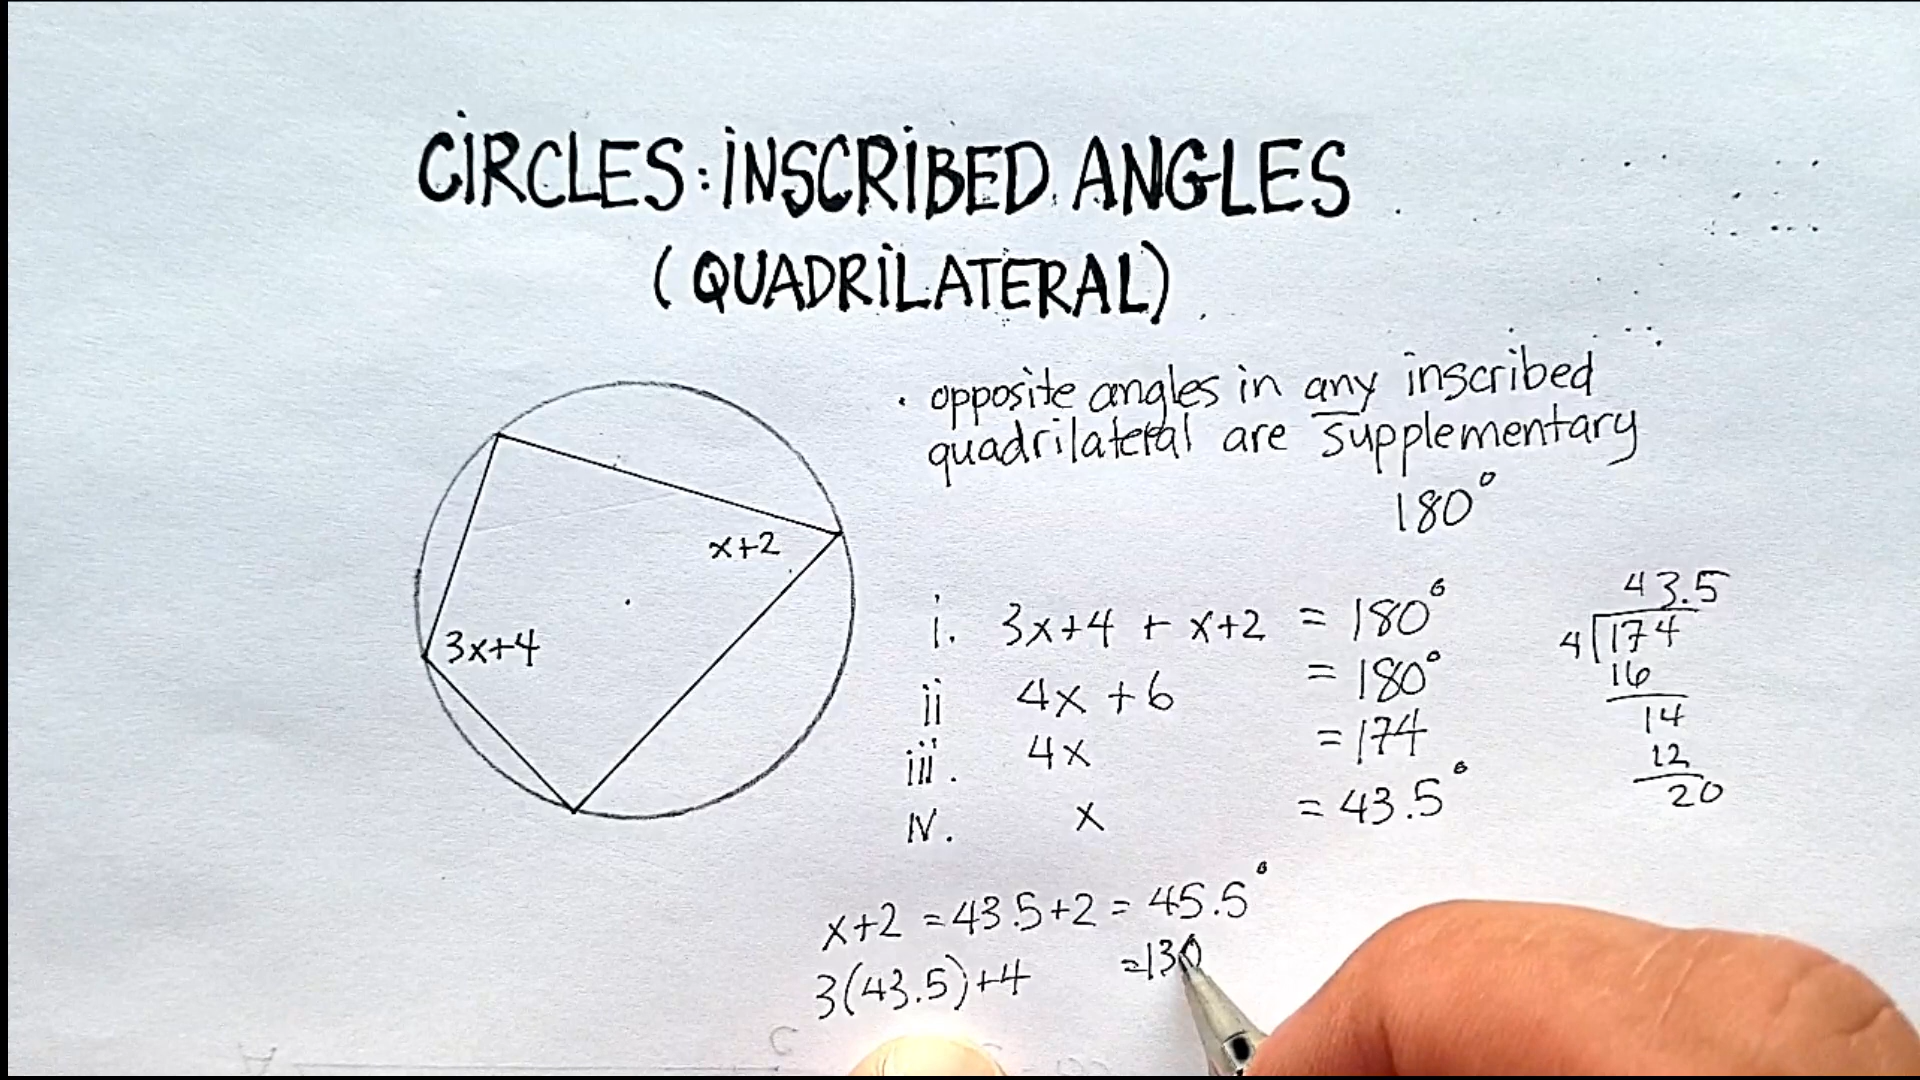 CIRCLES: INSCRIBED ANGLES
(QUADRILATERAL)
. opposite angles in any inscribed
quadrilateral are supplementary
180°
x+2
3x+4
i. 3x+4 + x+2 = 180°
ii 4x +6 = 180°
iii. 4x = 174
iv. x = 43.5°
43.5
4 174
16
14
12
20
x+2 = 43.5+2 = 45.5°
3(43.5)+4 =130